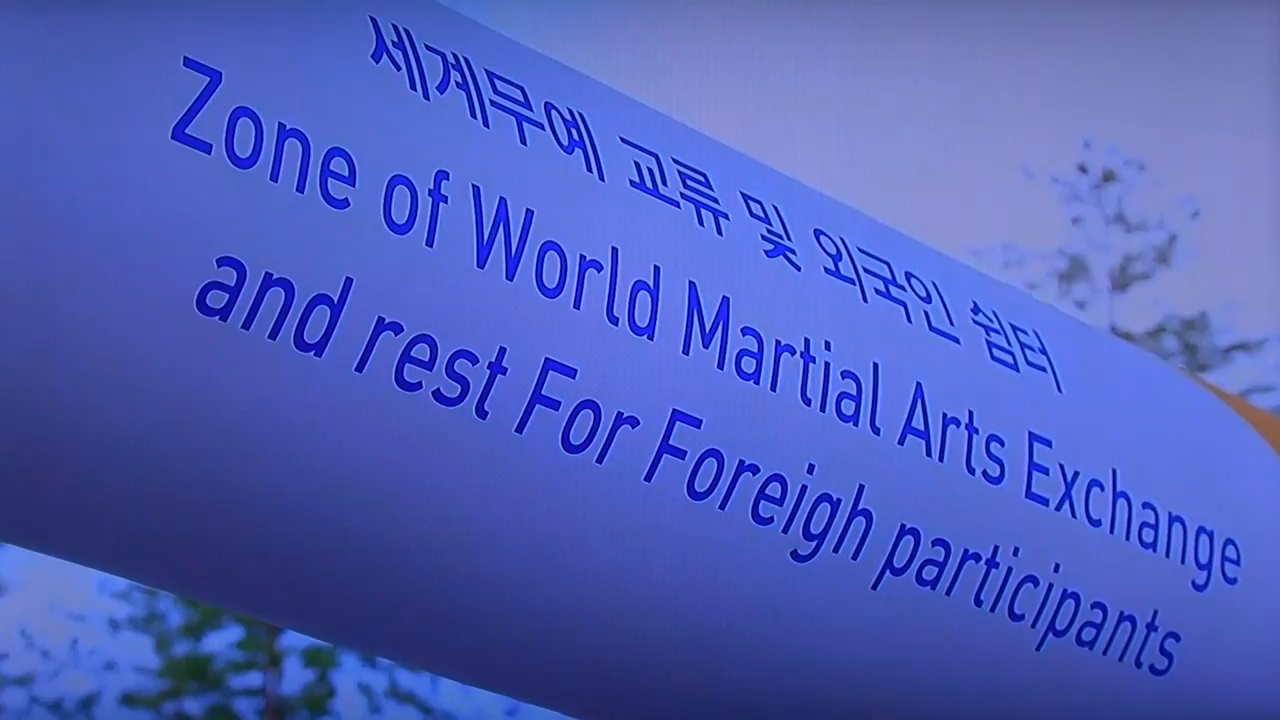 세계무예 교류 및 외국인 쉼터
Zone of World Martial Arts Exchange
and rest For Foreigh participants